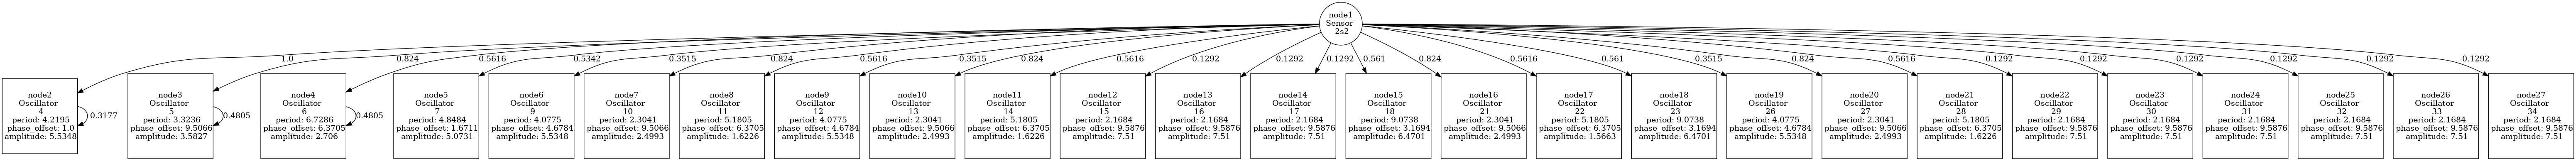 node1
Sensor
2s2
1.0
0.824
-0.5616
0.5342
-0.3515
0.824
-0.5616
-0.3515
0.824
-0.5616
-0.1292
-0.1292
-0.1292
-0.561
0.824
-0.5616
-0.561
-0.3515
0.824
-0.5616
-0.1292
-0.1292
-0.1292
-0.1292
-0.1292
-0.1292
node2
Oscillator
4
period: 4.2195
phase_offset: 1.0
amplitude: 5.5348
-0.3177
node3
Oscillator
5
period: 3.3236
phase_offset: 9.5066
amplitude: 3.5827
0.4805
node4
Oscillator
6
period: 6.7286
phase_offset: 6.3705
amplitude: 2.706
0.4805
node5
Oscillator
7
period: 4.8484
phase_offset: 1.6711
amplitude: 5.0731
node6
Oscillator
9
period: 4.0775
phase_offset: 4.6784
amplitude: 5.5348
node7
Oscillator
10
period: 2.3041
phase_offset: 9.5066
amplitude: 2.4993
node8
Oscillator
11
period: 5.1805
phase_offset: 6.3705
amplitude: 1.6226
node9
Oscillator
12
period: 4.0775
phase_offset: 4.6784
amplitude: 5.5348
node10
Oscillator
13
period: 2.3041
phase_offset: 9.5066
amplitude: 2.4993
node11
Oscillator
14
period: 5.1805
phase_offset: 6.3705
amplitude: 1.6226
node12
Oscillator
15
period: 2.1684
phase_offset: 9.5876
amplitude: 7.51
node13
Oscillator
16
period: 2.1684
phase_offset: 9.5876
amplitude: 7.51
node14
Oscillator
17
period: 2.1684
phase_offset: 9.5876
amplitude: 7.51
node15
Oscillator
18
period: 9.0738
phase_offset: 3.1694
amplitude: 6.4701
node16
Oscillator
21
period: 2.3041
phase_offset: 9.5066
amplitude: 2.4993
node17
Oscillator
22
period: 5.1805
phase_offset: 6.3705
amplitude: 1.5663
node18
Oscillator
23
period: 9.0738
phase_offset: 3.1694
amplitude: 6.4701
node19
Oscillator
26
period: 4.0775
phase_offset: 4.6784
amplitude: 5.5348
node20
Oscillator
27
period: 2.3041
phase_offset: 9.5066
amplitude: 2.4993
node21
Oscillator
28
period: 5.1805
phase_offset: 6.3705
amplitude: 1.6226
node22
Oscillator
29
period: 2.1684
phase_offset: 9.5876
amplitude: 7.51
node23
Oscillator
30
period: 2.1684
phase_offset: 9.5876
amplitude: 7.51
node24
Oscillator
31
period: 2.1684
phase_offset: 9.5876
amplitude: 7.51
node25
Oscillator
32
period: 2.1684
phase_offset: 9.5876
amplitude: 7.51
node26
Oscillator
33
period: 2.1684
phase_offset: 9.5876
amplitude: 7.51
node27
Oscillator
34
period: 2.1684
phase_offset: 9.5876
amplitude: 7.51